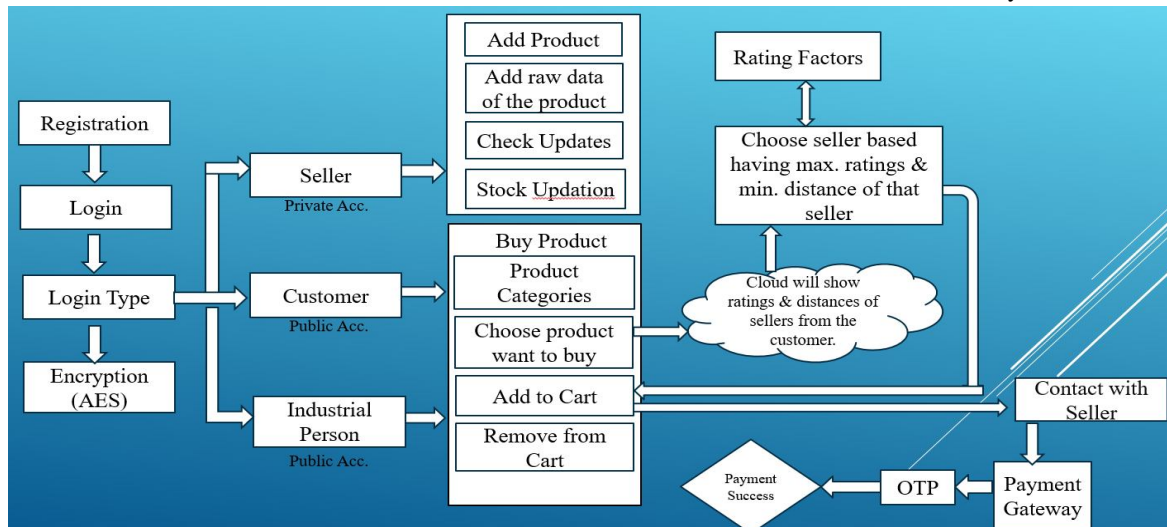 Registration
Login
Login Type
Encryption
(AES)
Seller
Private Acc.
Customer
Public Acc.
Industrial
Person
Public Acc.
Add Product
Add raw data
of the product
Check Updates
Stock Updation
Buy Product
Product
Categories
Choose product
want to buy
Add to Cart
Remove from
Cart
Rating Factors
Choose seller based
having max. ratings &
min. distance of that
seller
Cloud will show
ratings & distances of
sellers from the
customer.
Contact with
Seller
Payment
Gateway
OTP
Payment
Success